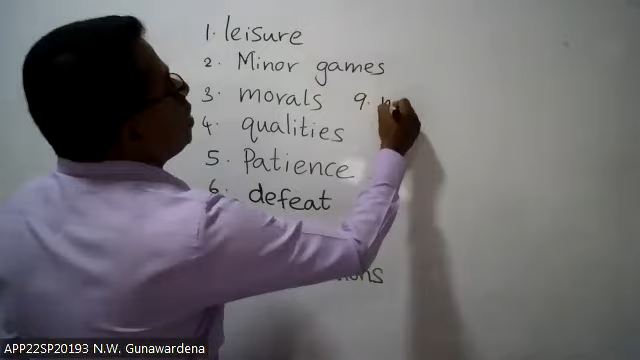 1. leisure
2. Minor games
3. morals 9.
4. qualities
5. Patience
6. defeat
APP22SP20193 N.W. Gunawardena